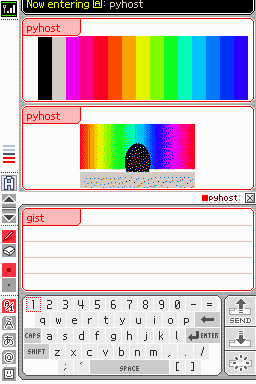 Now entering A: pyhost
pyhost
pyhost
pyhost
gist
1 2 3 4 5 6 7 8 9 0 - =
q w e r t y u i o p
CAPS a s d f g h j k l ENTER
SHIFT z x c v b n m , . /
; ' SPACE [ ]
SEND